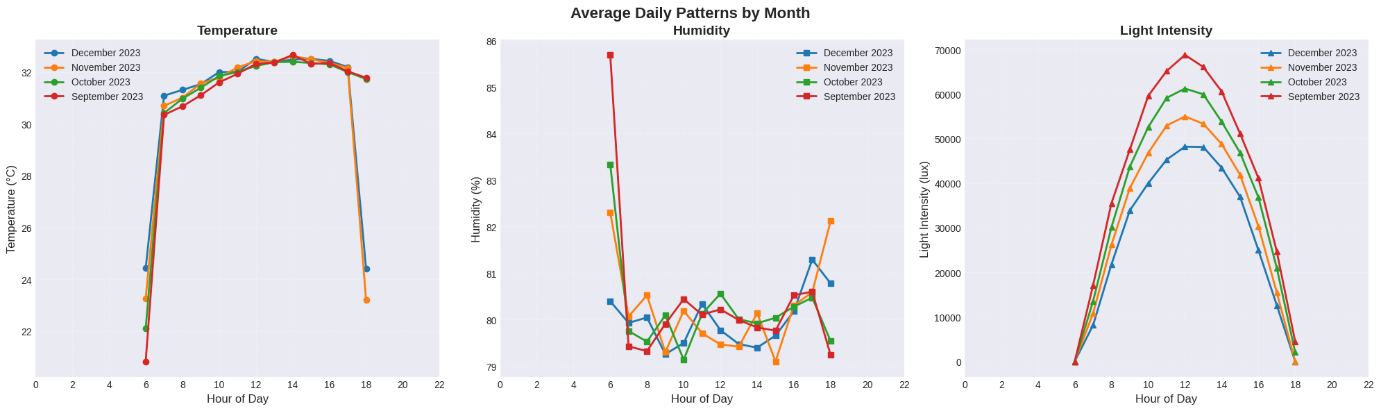 Average Daily Patterns by Month
Temperature
December 2023
November 2023
October 2023
September 2023
Temperature (°C)
32
30
28
26
24
22
0 2 4 6 8 10 12 14 16 18 20 22
Hour of Day
Humidity
December 2023
November 2023
October 2023
September 2023
Humidity (%)
86
85
84
83
82
81
80
79
0 2 4 6 8 10 12 14 16 18 20 22
Hour of Day
Light Intensity
December 2023
November 2023
October 2023
September 2023
Light Intensity (lux)
70000
60000
50000
40000
30000
20000
10000
0
0 2 4 6 8 10 12 14 16 18 20 22
Hour of Day